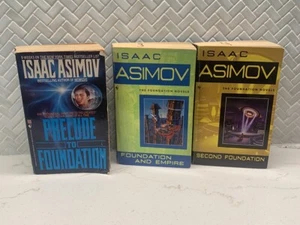 ISAAC ASIMOV
PRELUDE
TO
FOUNDATION
ISAAC
ASIMOV
THE FOUNDATION NOVELS
FOUNDATION
AND EMPIRE
ISAAC
ASIMOV
THE FOUNDATION NOVELS
SECOND FOUNDATION